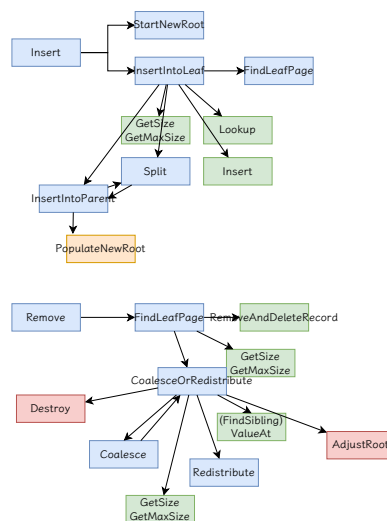 StartNewRoot
Insert
InsertIntoLeaf
FindLeafPage
GetSize
GetMaxSize
Lookup
Split
Insert
InsertIntoParent
PopulateNewRoot
Remove
FindLeafPage
RemoveAndDeleteRecord
GetSize
GetMaxSize
CoalesceOrRedistribute
Destroy
(FindSibling)
ValueAt
AdjustRoot
Coalesce
Redistribute
GetSize
GetMaxSize